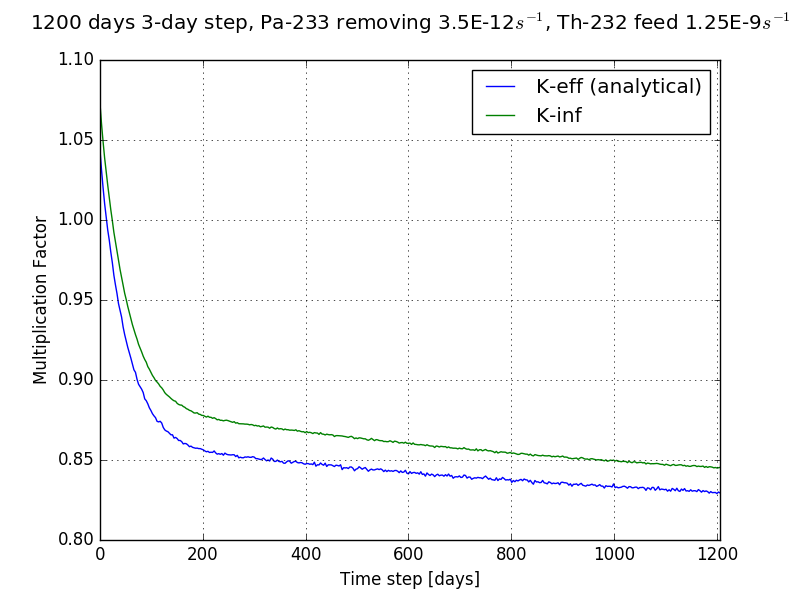 1200 days 3-day step, Pa-233 removing 3.5E-12s⁻¹, Th-232 feed 1.25E-9s⁻¹
K-eff (analytical)
K-inf
Multiplication Factor
1.10
1.05
1.00
0.95
0.90
0.85
0.80
0 200 400 600 800 1000 1200
Time step [days]